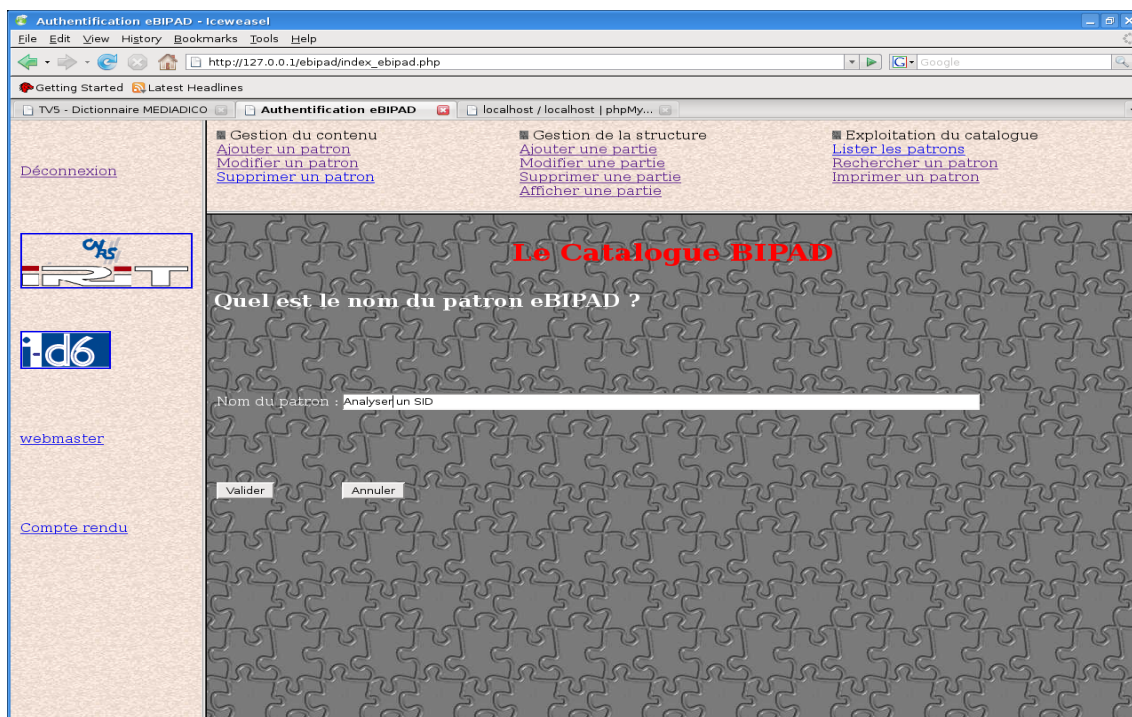 Authentification eBIPAD - Iceweasel
File Edit View History Bookmarks Tools Help
http://127.0.0.1/ebipad/index_ebipad.php
G Google
Getting Started Latest Headlines
TV5 - Dictionnaire MEDIADICO Authentification eBIPAD localhost / localhost | phpMy...
Gestion du contenu Gestion de la structure Exploitation du catalogue
Ajouter un patron Ajouter une partie Lister les patrons
Déconnexion Modifier un patron Modifier une partie Rechercher un patron
Supprimer un patron Supprimer une partie Imprimer un patron
Afficher une partie
CNRS
IRIT
Le Catalogue BIPAD
Quel est le nom du patron eBIPAD ?
i-d6
Nom du patron : Analyser un SID
webmaster
Valider Annuler
Compte rendu